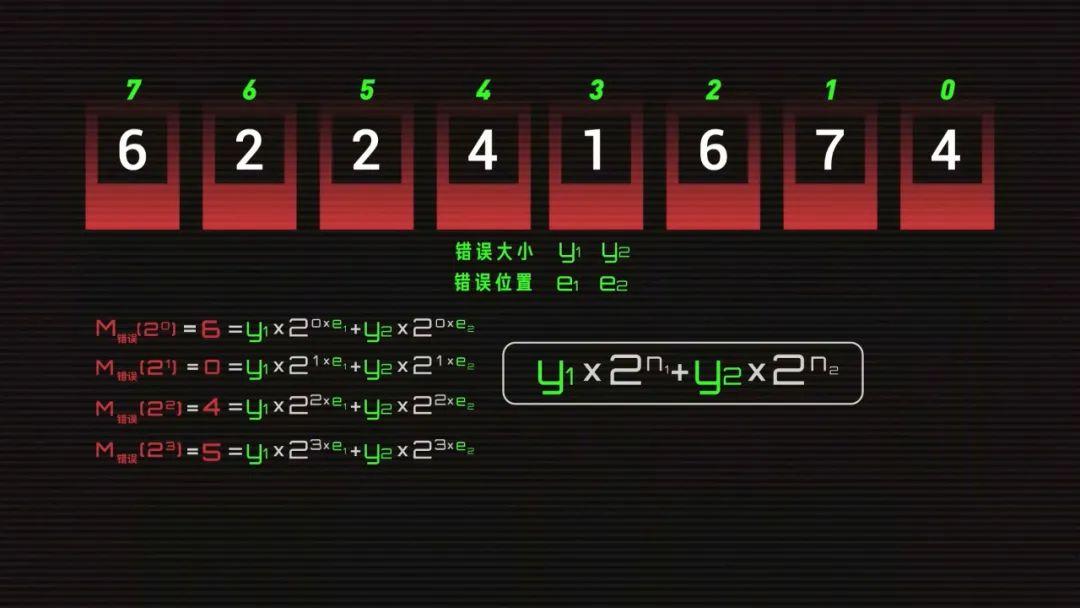 7 6 5 4 3 2 1 0
6 2 2 4 1 6 7 4
错误大小 y₁ y₂
错误位置 e₁ e₂
M错误(2⁰)=6=y₁×2^0×e₁+y₂×2^0×e₂
M错误(2¹)=0=y₁×2^1×e₁+y₂×2^1×e₂
y₁×2^n₁+y₂×2^n₂
M错误(2²)=4=y₁×2^2×e₁+y₂×2^2×e₂
M错误(2³)=5=y₁×2^3×e₁+y₂×2^3×e₂